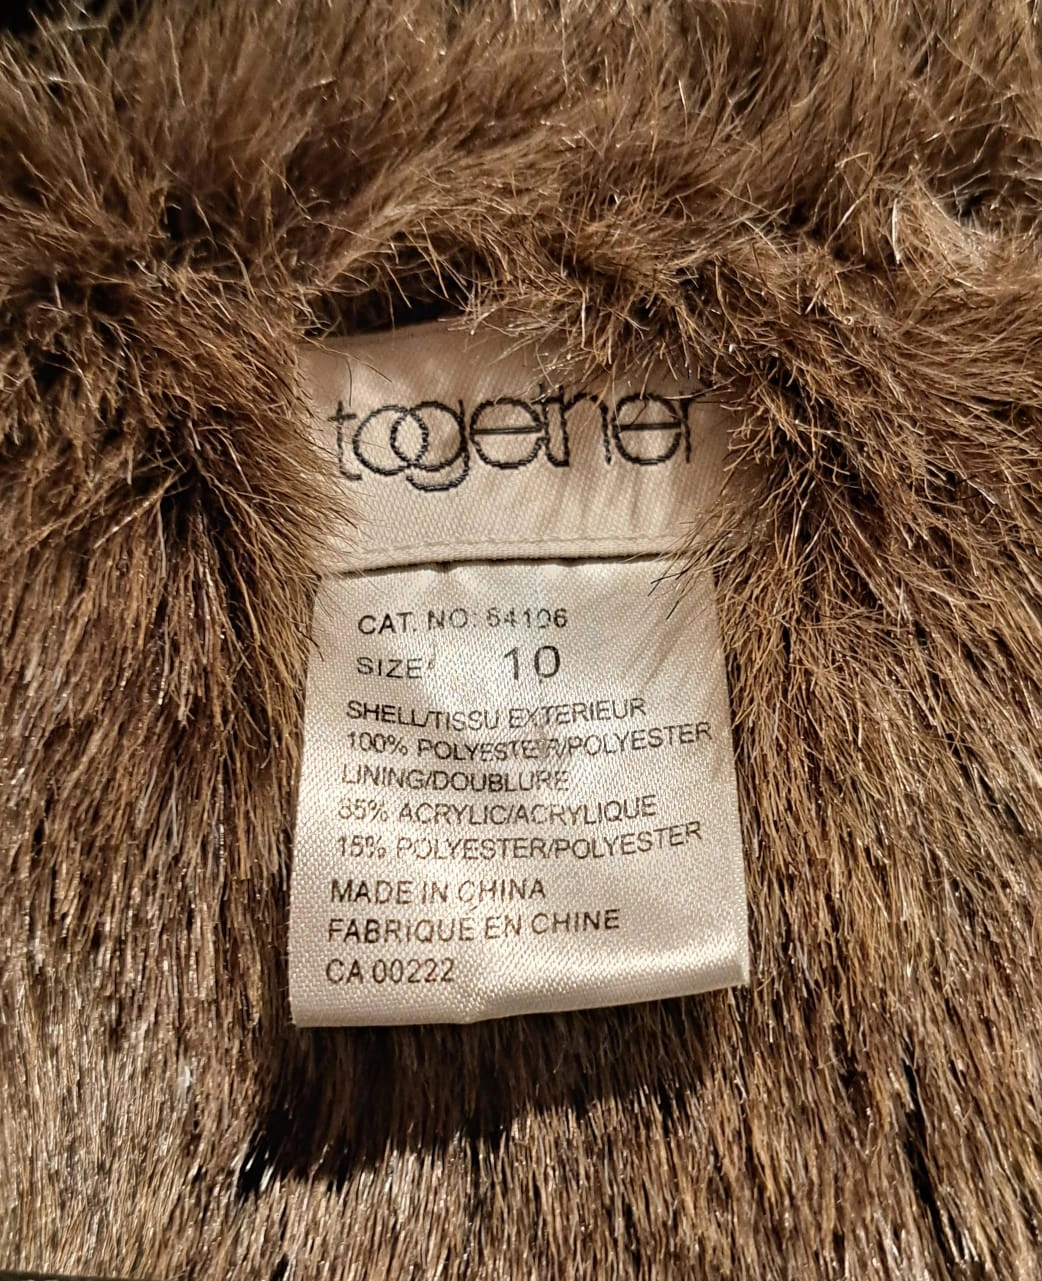 together
CAT. NO: 64106
SIZE 10
SHELL/TISSU EXTERIEUR
100% POLYESTER/POLYESTER
LINING/DOUBLURE
85% ACRYLIC/ACRYLIQUE
15% POLYESTER/POLYESTER
MADE IN CHINA
FABRIQUE EN CHINE
CA 00222